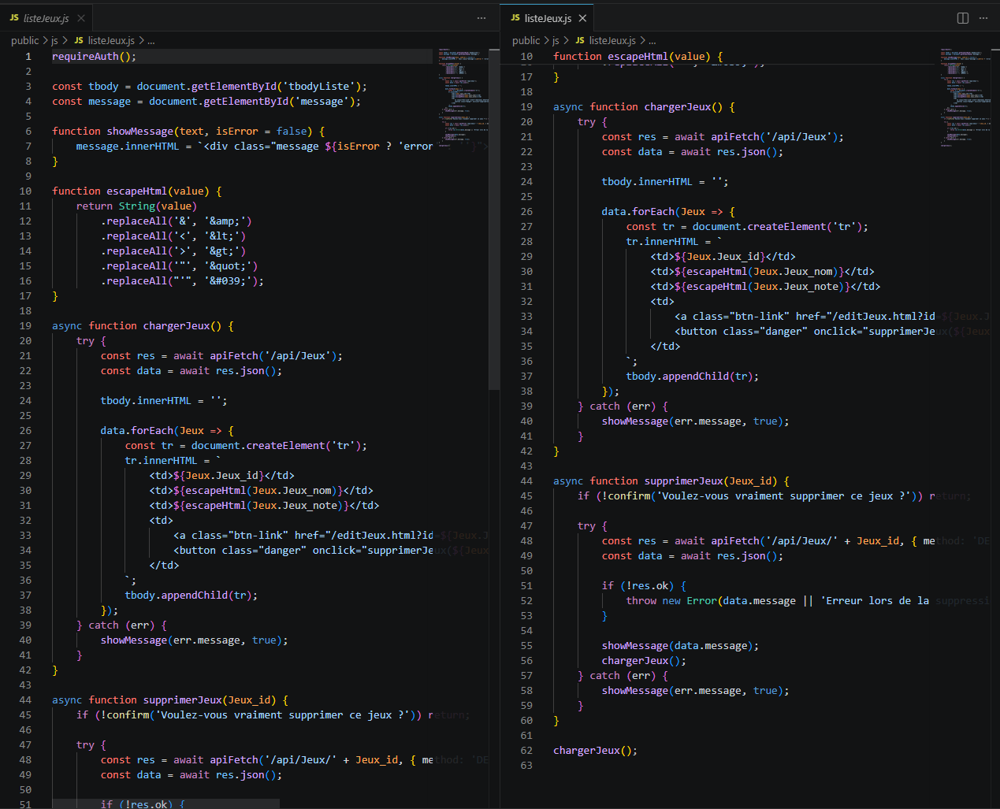 JS listeJeux.js
public > js > JS listeJeux.js > ...
1 requireAuth();
2
3 const tbody = document.getElementById('tbodyListe');
4 const message = document.getElementById('message');
5
6 function showMessage(text, isError = false) {
7 message.innerHTML = `<div class="message ${isError ? 'error
8 }
9
10 function escapeHtml(value) {
11 return String(value)
12 .replaceAll('&', '&amp;')
13 .replaceAll('<', '&lt;')
14 .replaceAll('>', '&gt;')
15 .replaceAll('"', '&quot;')
16 .replaceAll("'", '&#039;');
17 }
18
19 async function chargerJeux() {
20 try {
21 const res = await apiFetch('/api/Jeux');
22 const data = await res.json();
23
24 tbody.innerHTML = '';
25
26 data.forEach(Jeux => {
27 const tr = document.createElement('tr');
28 tr.innerHTML = `
29 <td>${Jeux.Jeux_id}</td>
30 <td>${escapeHtml(Jeux.Jeux_nom)}</td>
31 <td>${escapeHtml(Jeux.Jeux_note)}</td>
32 <td>
33 <a class="btn-link" href="/editJeux.html?id=${Jeux.J
34 <button class="danger" onclick="supprimerJeux(${Jeux
35 </td>
36 `;
37 tbody.appendChild(tr);
38 });
39 } catch (err) {
40 showMessage(err.message, true);
41 }
42 }
43
44 async function supprimerJeux(Jeux_id) {
45 if (!confirm('Voulez-vous vraiment supprimer ce jeux ?')) return;
46
47 try {
48 const res = await apiFetch('/api/Jeux/' + Jeux_id, { method: 'DE
49 const data = await res.json();
50
51 if (!res.ok) {
JS listeJeux.js
public > js > JS listeJeux.js > ...
10 function escapeHtml(value) {
17 }
18
19 async function chargerJeux() {
20 try {
21 const res = await apiFetch('/api/Jeux');
22 const data = await res.json();
23
24 tbody.innerHTML = '';
25
26 data.forEach(Jeux => {
27 const tr = document.createElement('tr');
28 tr.innerHTML = `
29 <td>${Jeux.Jeux_id}</td>
30 <td>${escapeHtml(Jeux.Jeux_nom)}</td>
31 <td>${escapeHtml(Jeux.Jeux_note)}</td>
32 <td>
33 <a class="btn-link" href="/editJeux.html?id=${Jeux.J
34 <button class="danger" onclick="supprimerJeux(${Jeux
35 </td>
36 `;
37 tbody.appendChild(tr);
38 });
39 } catch (err) {
40 showMessage(err.message, true);
41 }
42 }
43
44 async function supprimerJeux(Jeux_id) {
45 if (!confirm('Voulez-vous vraiment supprimer ce jeux ?')) return;
46
47 try {
48 const res = await apiFetch('/api/Jeux/' + Jeux_id, { method: 'DE
49 const data = await res.json();
50
51 if (!res.ok) {
52 throw new Error(data.message || 'Erreur lors de la suppressi
53 }
54
55 showMessage(data.message);
56 chargerJeux();
57 } catch (err) {
58 showMessage(err.message, true);
59 }
60 }
61
62 chargerJeux();
63